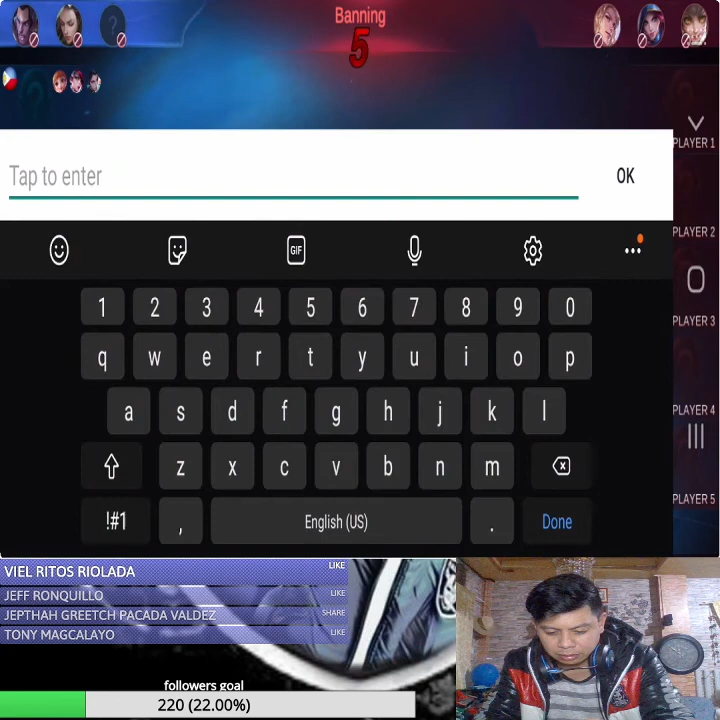 Banning
5
PLAYER 1
Tap to enter
OK
GIF
PLAYER 2
1 2 3 4 5 6 7 8 9 0
PLAYER 3
q w e r t y u i o p
a s d f g h j k l
PLAYER 4
z x c v b n m
PLAYER 5
!#1 , English (US) . Done
VIEL RITOS RIOLADA LIKE
JEFF RONQUILLO LIKE
JEPTHAH GREETCH PACADA VALDEZ SHARE
TONY MAGCALAYO LIKE
followers goal
220 (22.00%)